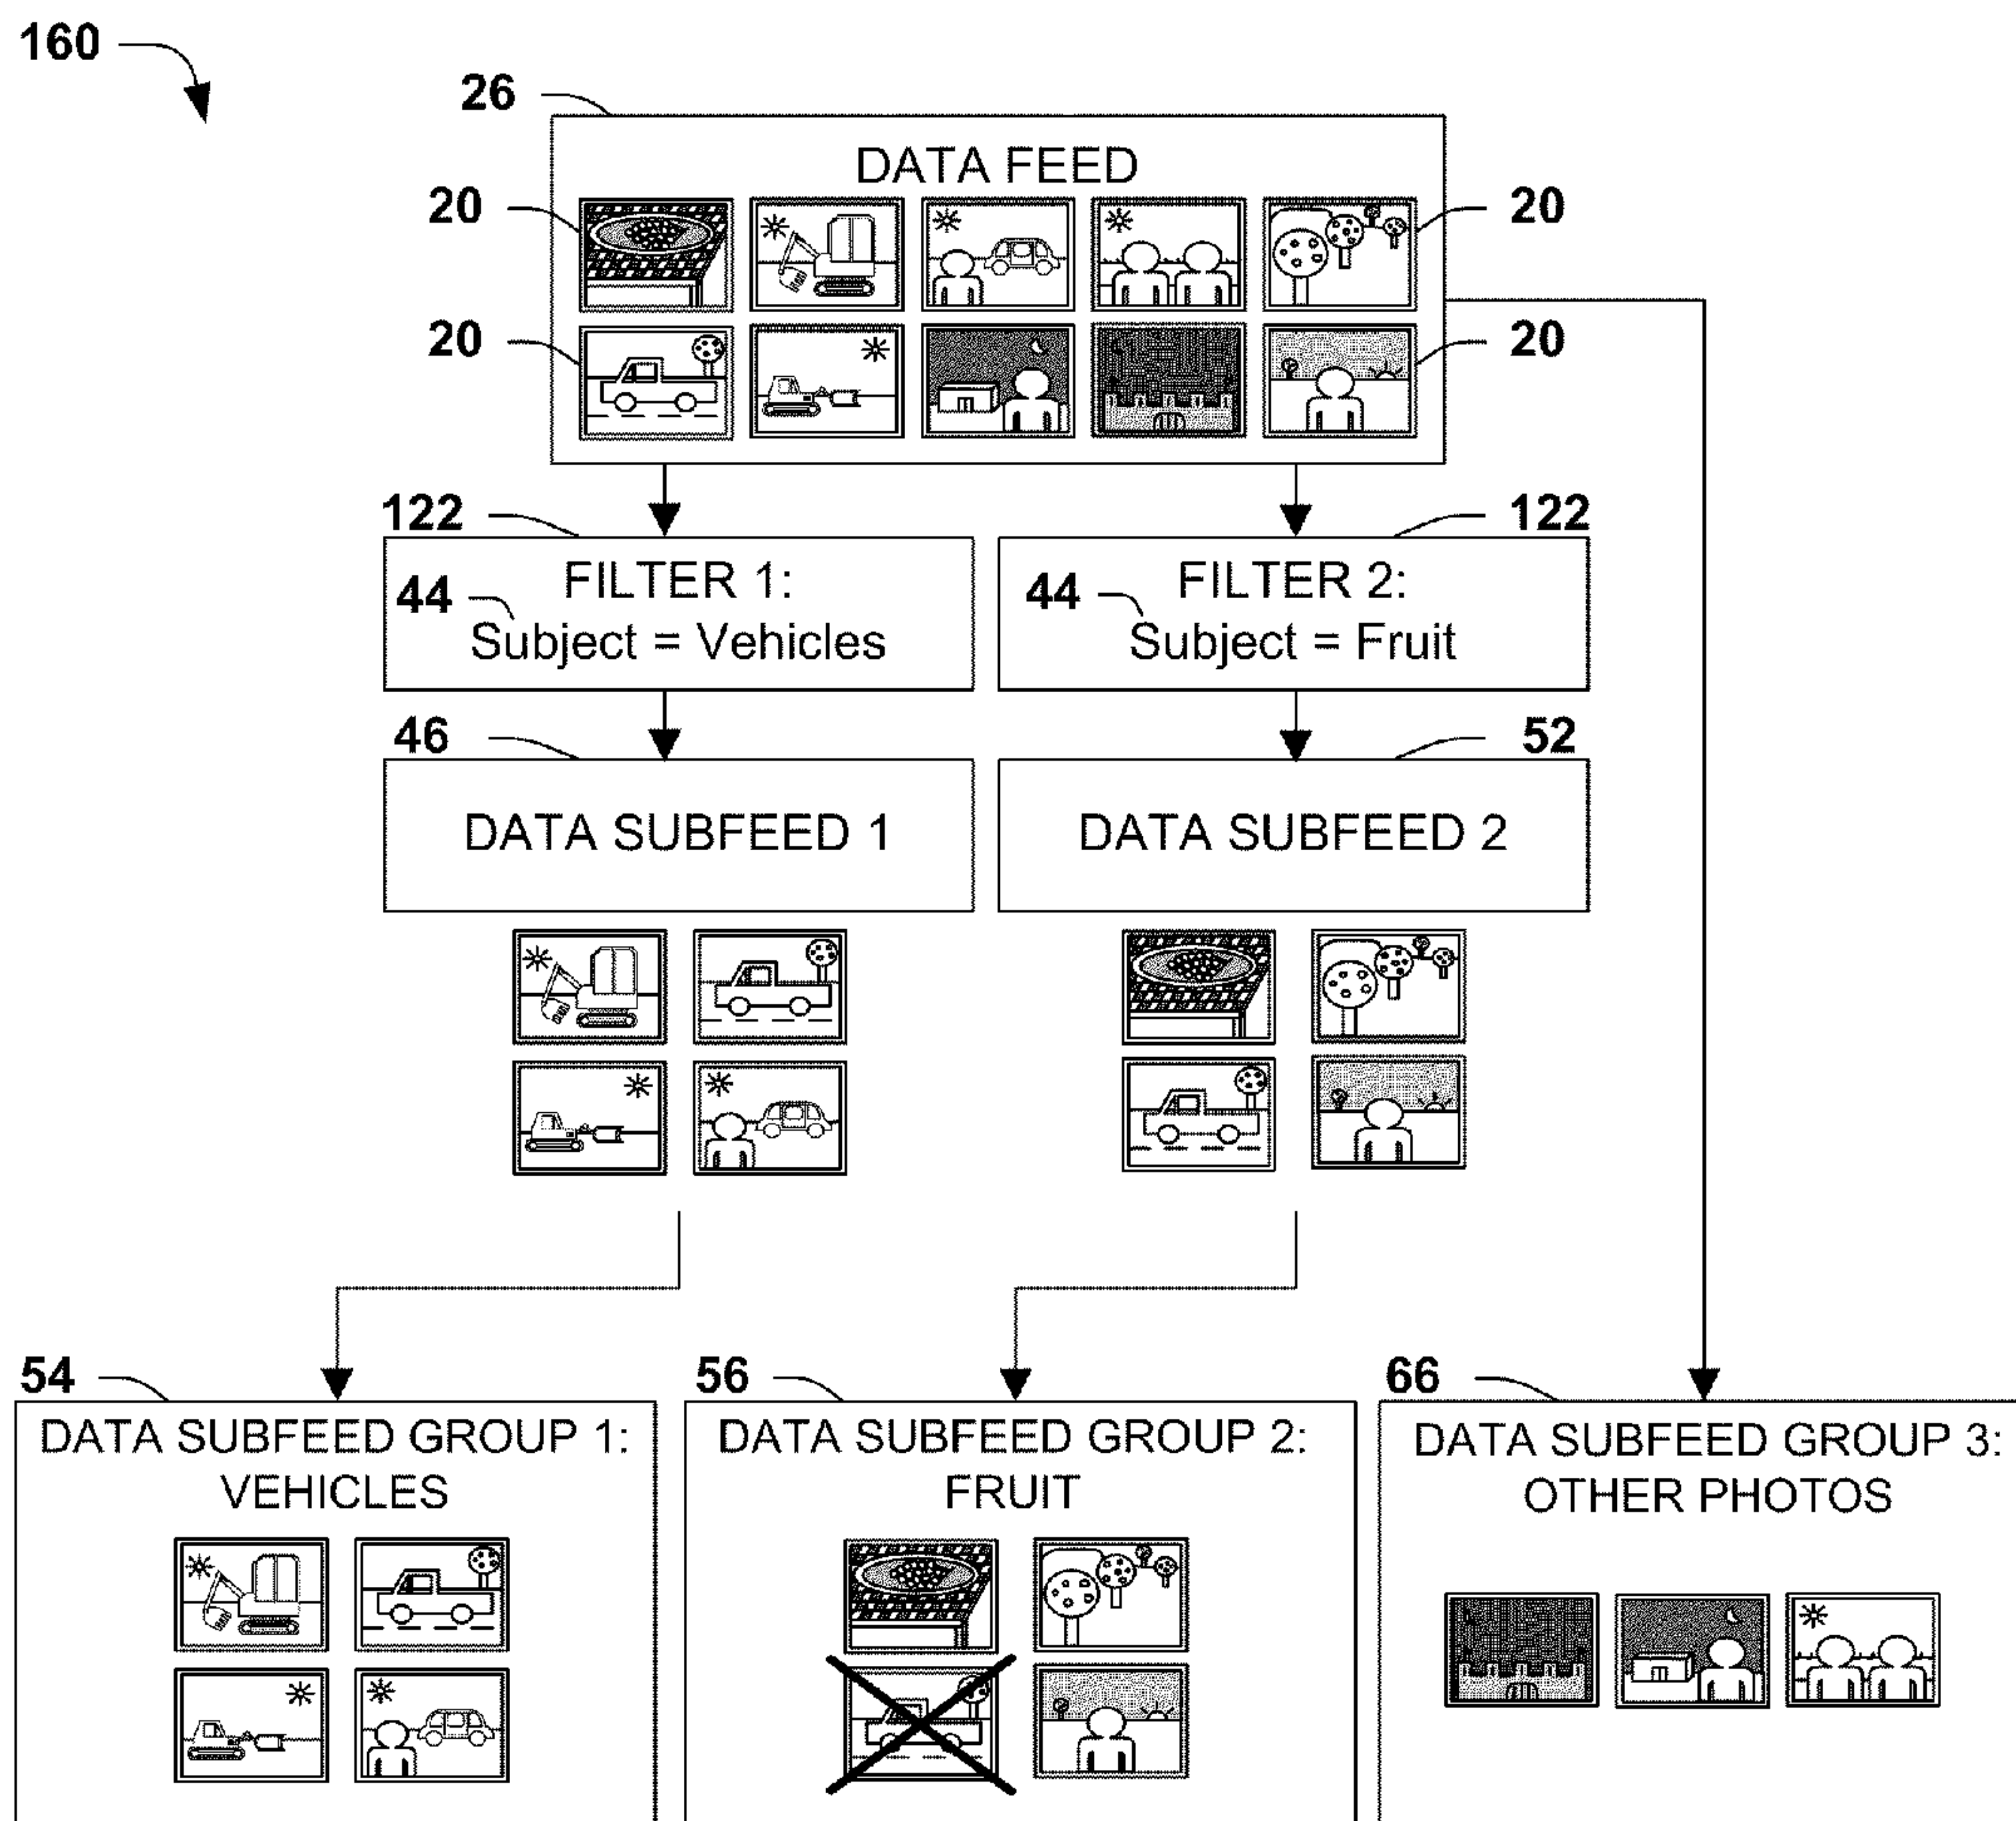 160
26
DATA FEED
20
20
20
20
122
122
FILTER 1:
44
Subject = Vehicles
FILTER 2:
44
Subject = Fruit
46
52
DATA SUBFEED 1
DATA SUBFEED 2
54
56
66
DATA SUBFEED GROUP 1:
VEHICLES
DATA SUBFEED GROUP 2:
FRUIT
DATA SUBFEED GROUP 3:
OTHER PHOTOS